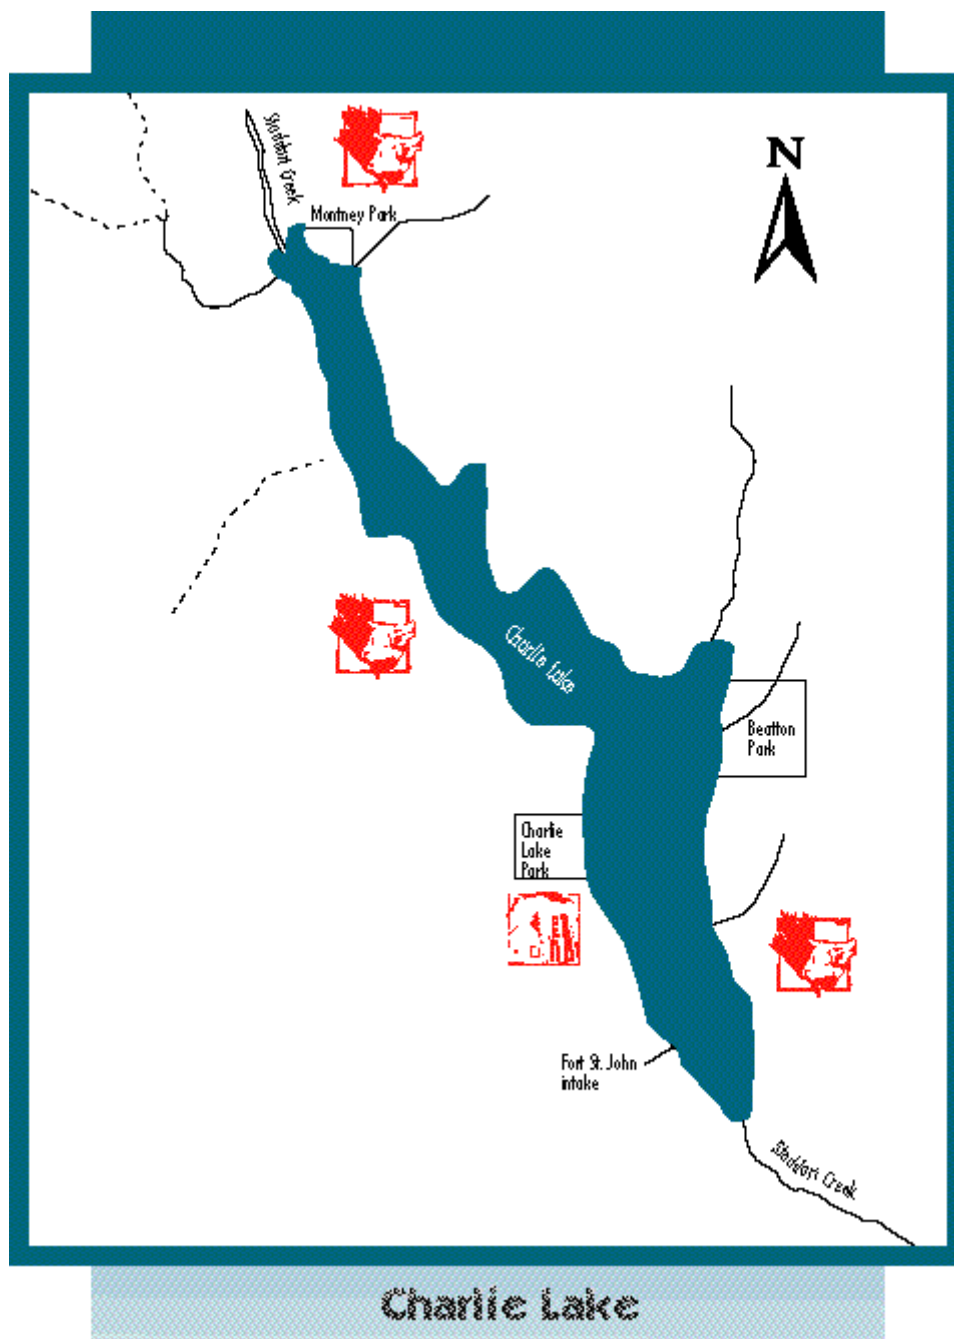 Stoddart Creek
N
Montney Park
Charlie Lake
Beatton
Park
Charlie
Lake
Park
Fort St. John
intake
Stoddart Creek
Charlie Lake